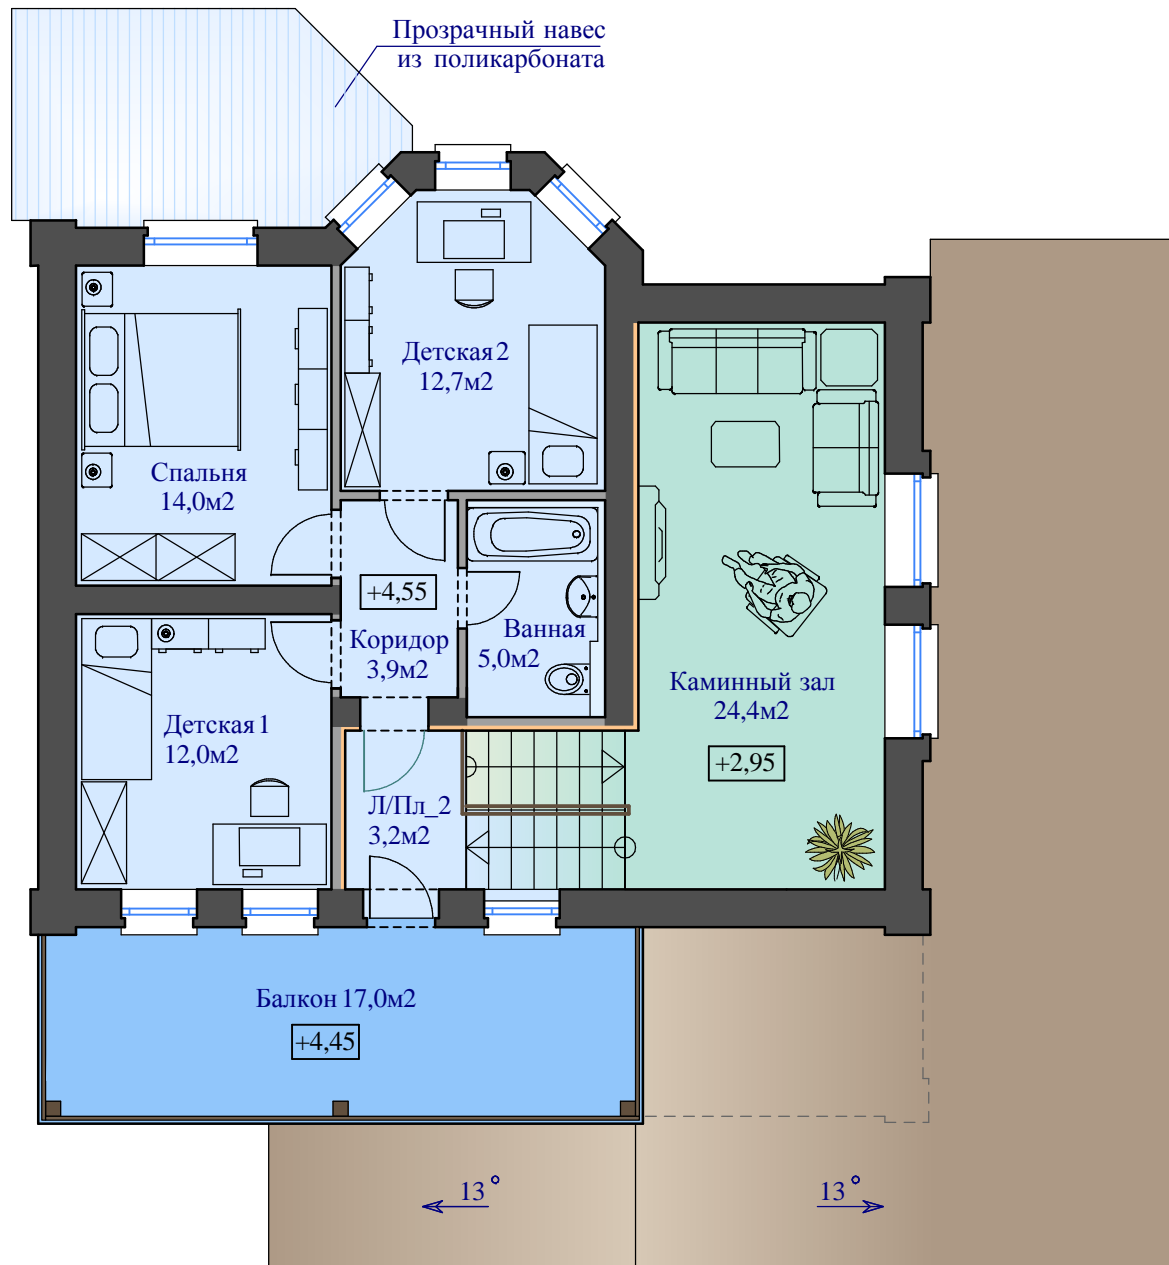 Прозрачный навес
из поликарбоната
Детская 2
12,7м2
Спальня
14,0м2
+4,55
Коридор
3,9м2
Ванная
5,0м2
Каминный зал
24,4м2
+2,95
Детская 1
12,0м2
Л/Пл_2
3,2м2
Балкон 17,0м2
+4,45
13°
13°